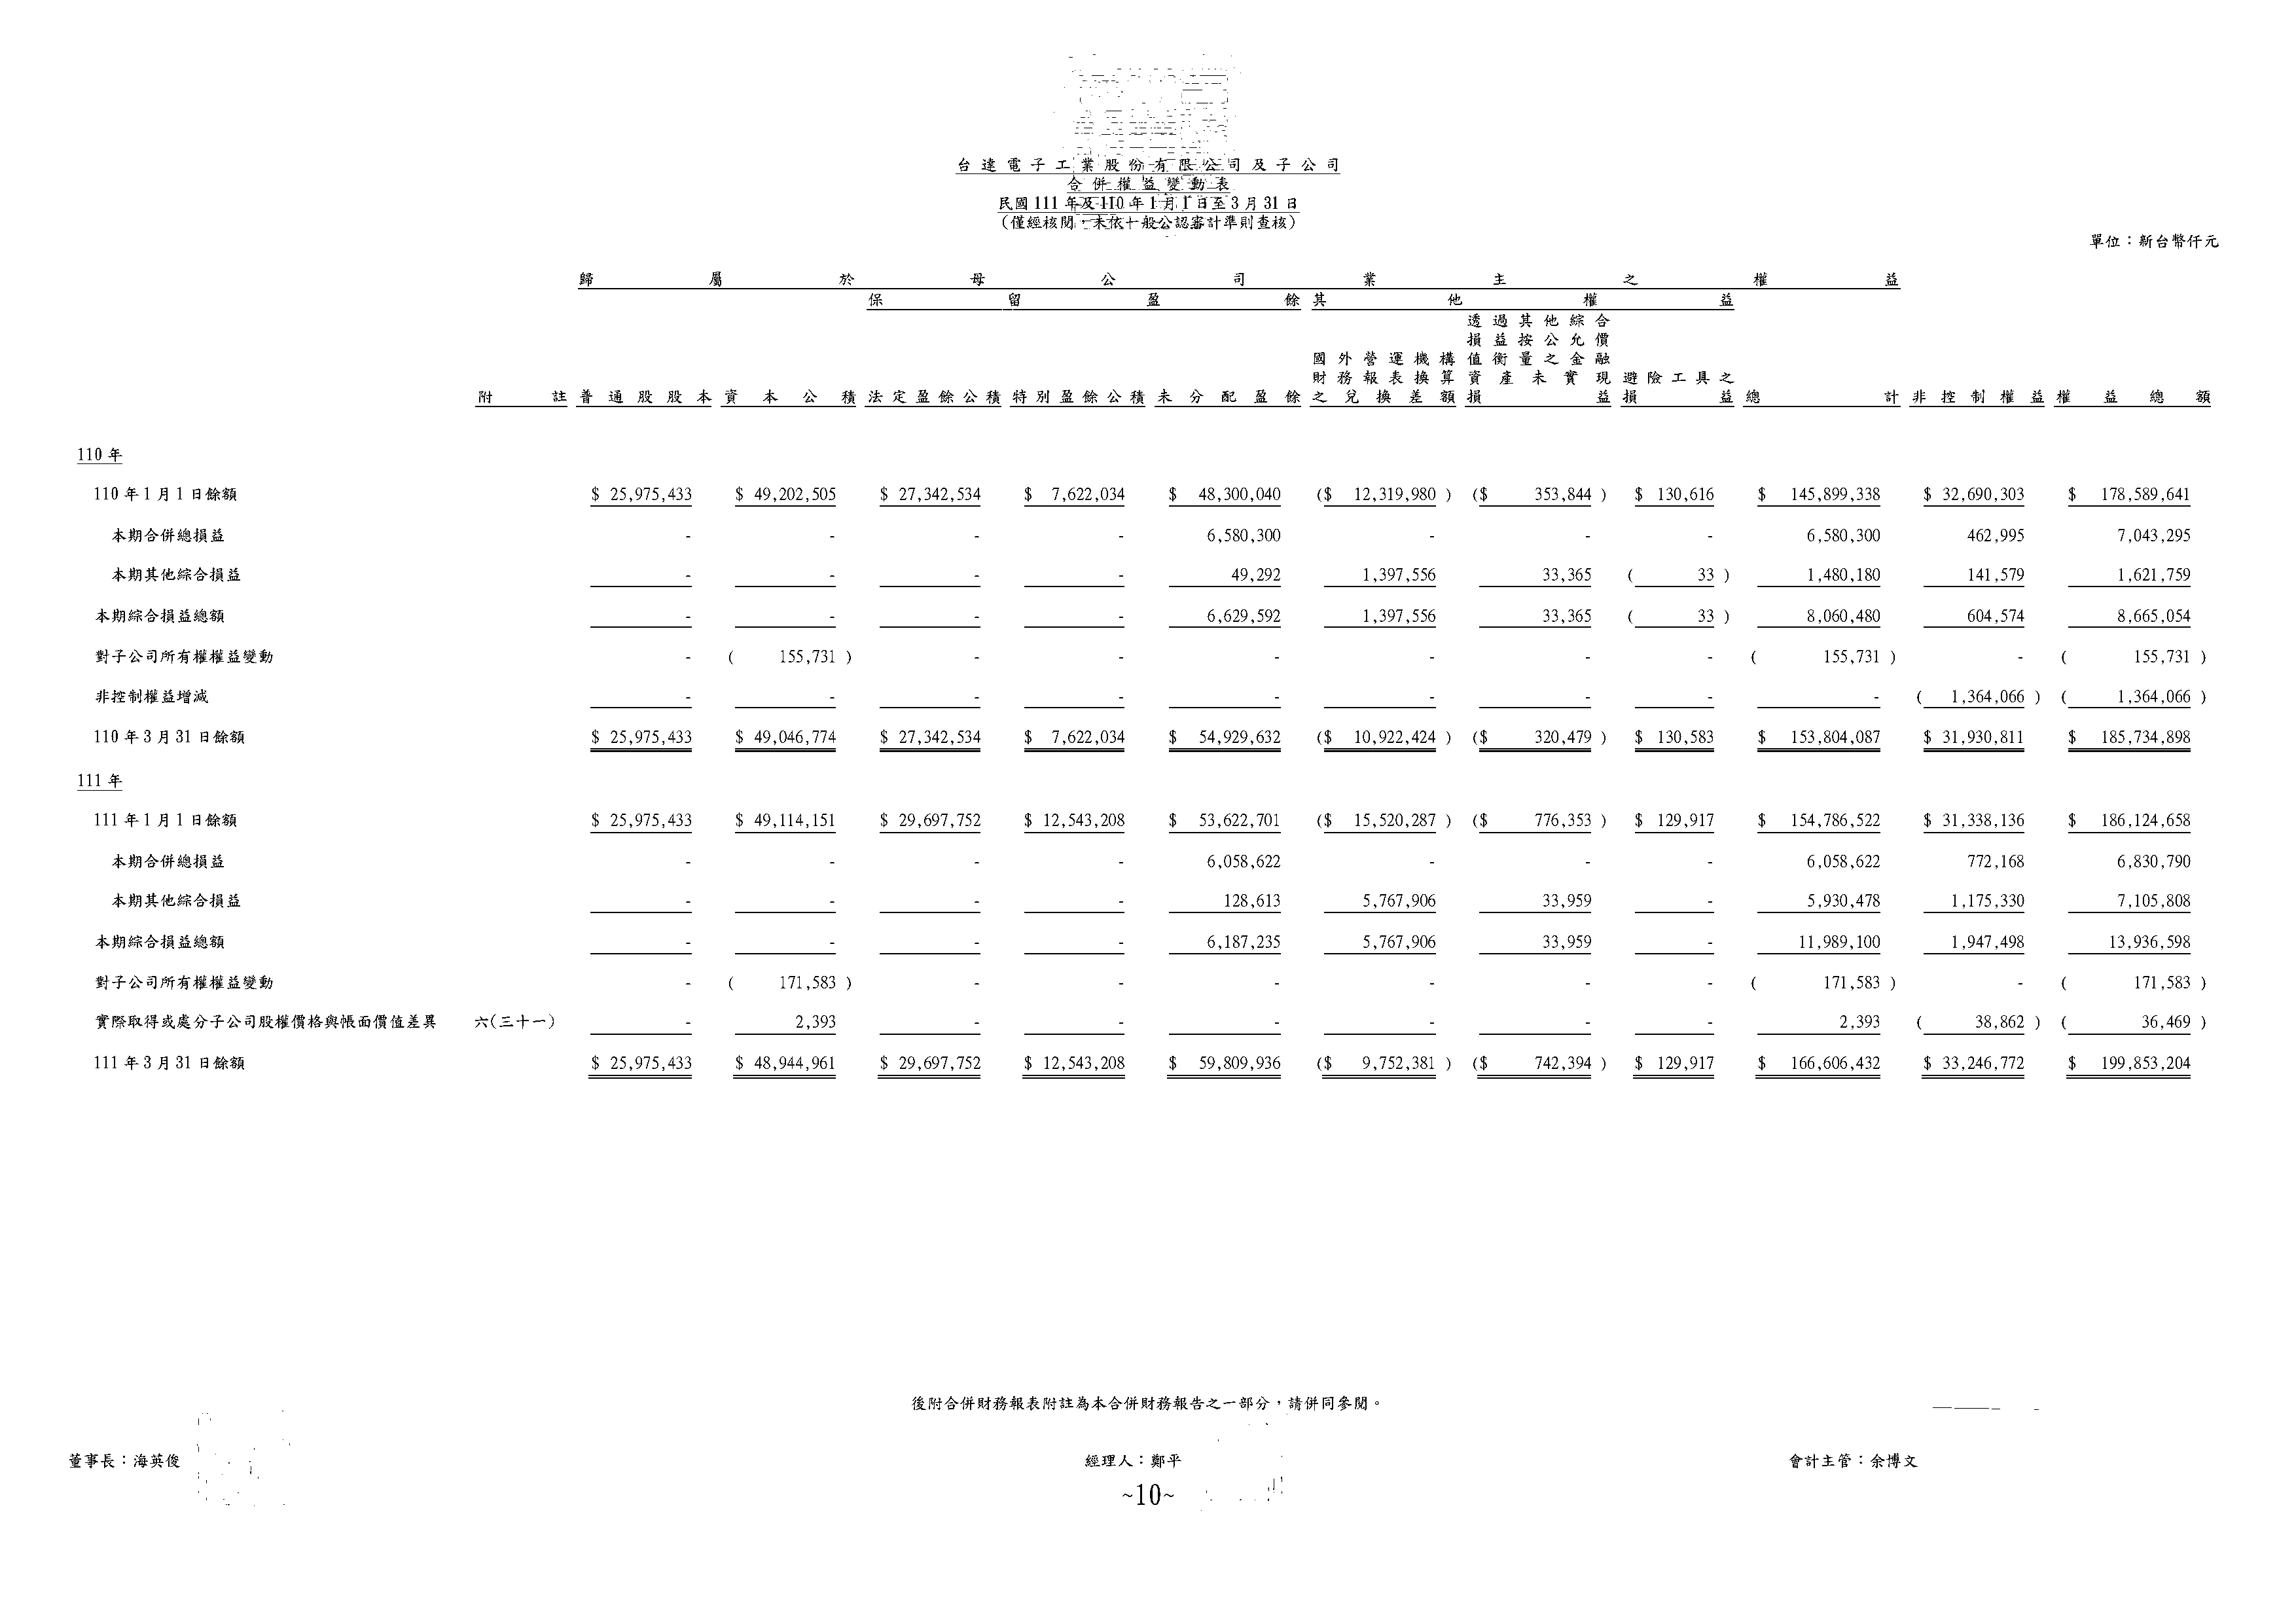 台達電子工業股份有限公司及子公司
合併權益變動表
民國111年及110年1月1日至3月31日
(僅經核閱,未依一般公認審計準則查核)
單位:新台幣仟元
歸屬於母公司業主之權益
保留盈餘 其他權益
附註 普通股股本 資本公積 法定盈餘公積 特別盈餘公積 未分配盈餘 國外營運機構財務報表換算之兌換差額 透過其他綜合損益按公允價值衡量之金融資產未實現損益 避險工具之損益 總計 非控制權益 權益總額
110年
110年1月1日餘額 $ 25,975,433 $ 49,202,505 $ 27,342,534 $ 7,622,034 $ 48,300,040 ($ 12,319,980 ) ($ 353,844 ) $ 130,616 $ 145,899,338 $ 32,690,303 $ 178,589,641
本期合併總損益 - - - - 6,580,300 - - - 6,580,300 462,995 7,043,295
本期其他綜合損益 - - - - 49,292 1,397,556 33,365 ( 33 ) 1,480,180 141,579 1,621,759
本期綜合損益總額 - - - - 6,629,592 1,397,556 33,365 ( 33 ) 8,060,480 604,574 8,665,054
對子公司所有權權益變動 - ( 155,731 ) - - - - - - ( 155,731 ) - ( 155,731 )
非控制權益增減 - - - - - - - - - ( 1,364,066 ) ( 1,364,066 )
110年3月31日餘額 $ 25,975,433 $ 49,046,774 $ 27,342,534 $ 7,622,034 $ 54,929,632 ($ 10,922,424 ) ($ 320,479 ) $ 130,583 $ 153,804,087 $ 31,930,811 $ 185,734,898
111年
111年1月1日餘額 $ 25,975,433 $ 49,114,151 $ 29,697,752 $ 12,543,208 $ 53,622,701 ($ 15,520,287 ) ($ 776,353 ) $ 129,917 $ 154,786,522 $ 31,338,136 $ 186,124,658
本期合併總損益 - - - - 6,058,622 - - - 6,058,622 772,168 6,830,790
本期其他綜合損益 - - - - 128,613 5,767,906 33,959 - 5,930,478 1,175,330 7,105,808
本期綜合損益總額 - - - - 6,187,235 5,767,906 33,959 - 11,989,100 1,947,498 13,936,598
對子公司所有權權益變動 - ( 171,583 ) - - - - - - ( 171,583 ) - ( 171,583 )
實際取得或處分子公司股權價格與帳面價值差異 六(三十一) - 2,393 - - - - - - 2,393 ( 38,862 ) ( 36,469 )
111年3月31日餘額 $ 25,975,433 $ 48,944,961 $ 29,697,752 $ 12,543,208 $ 59,809,936 ($ 9,752,381 ) ($ 742,394 ) $ 129,917 $ 166,606,432 $ 33,246,772 $ 199,853,204
後附合併財務報表附註為本合併財務報告之一部分,請併同參閱。
董事長:海英俊 經理人:鄭平 會計主管:余博文
~10~